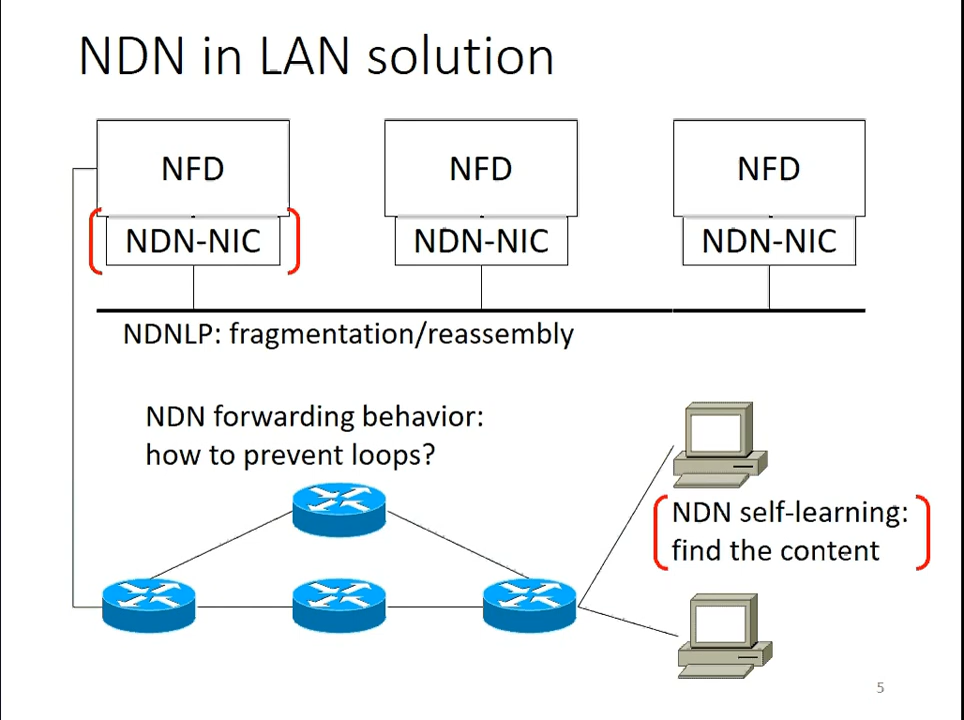 NDN in LAN solution
NFD
NFD
NFD
NDN-NIC
NDN-NIC
NDN-NIC
NDNLP: fragmentation/reassembly
NDN forwarding behavior:
how to prevent loops?
NDN self-learning:
find the content
5